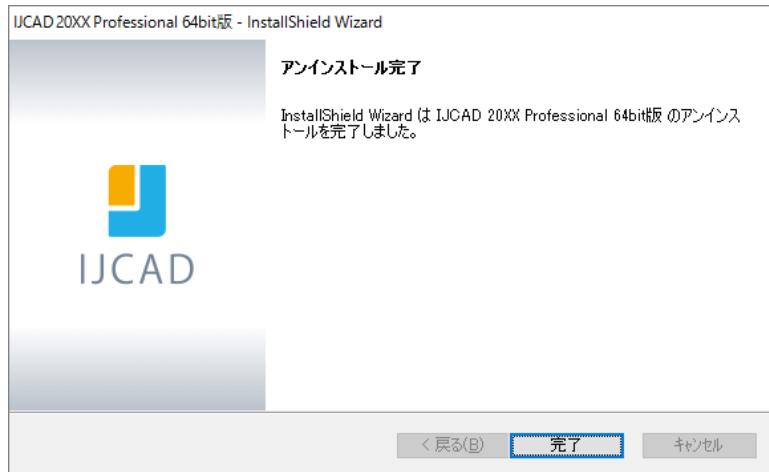 IJCAD 20XX Professional 64bit版 - InstallShield Wizard
アンインストール完了
InstallShield Wizard は IJCAD 20XX Professional 64bit版 のアンインス
トールを完了しました。
IJCAD
< 戻る(B)
完了
キャンセル